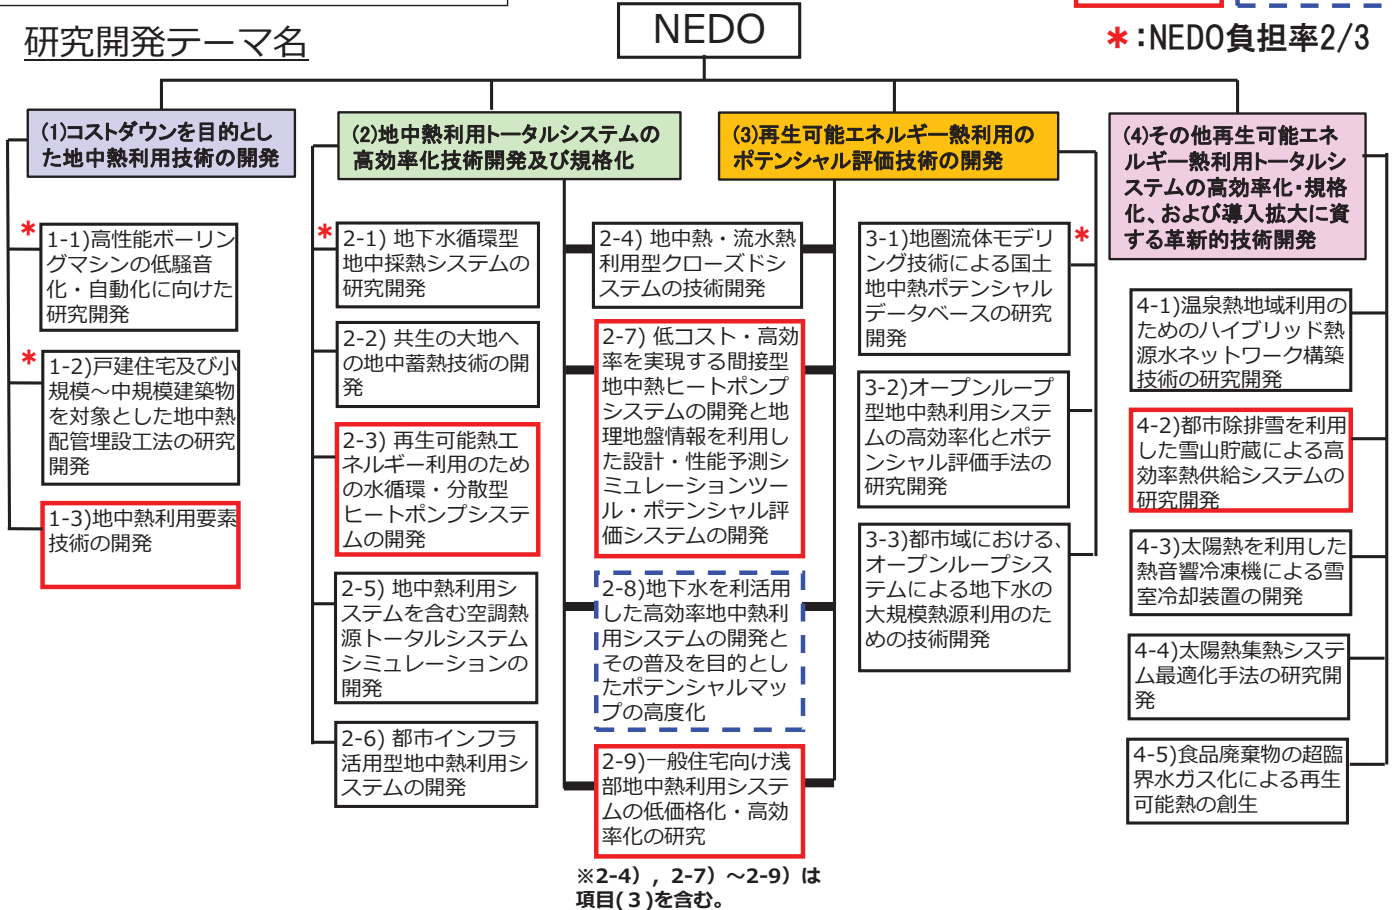 研究開発テーマ名
NEDO
*:NEDO負担率2/3
(1)コストダウンを目的とし
た地中熱利用技術の開発
(2)地中熱利用トータルシステムの
高効率化技術開発及び規格化
(3)再生可能エネルギー熱利用の
ポテンシャル評価技術の開発
(4)その他再生可能エネ
ルギー熱利用トータルシ
ステムの高効率化・規格
化、および導入拡大に資
する革新的技術開発
*
1-1)高性能ボーリン
グマシンの低騒音
化・自動化に向けた
研究開発
*
1-2)戸建住宅及び小
規模～中規模建築物
を対象とした地中熱
配管埋設工法の研究
開発
1-3)地中熱利用要素
技術の開発
*
2-1) 地下水循環型
地中採熱システムの
研究開発
2-2) 共生の大地へ
の地中蓄熱技術の開
発
2-3) 再生可能熱エ
ネルギー利用のため
の水循環・分散型
ヒートポンプシステ
ムの開発
2-5) 地中熱利用シ
ステムを含む空調熱
源トータルシステム
シミュレーションの
開発
2-6) 都市インフラ
活用型地中熱利用シ
ステムの開発
2-4) 地中熱・流水熱
利用型クローズドシ
ステムの技術開発
2-7) 低コスト・高効
率を実現する間接型
地中熱ヒートポンプ
システムの開発と地
理地盤情報を利用し
た設計・性能予測シ
ミュレーションツー
ル・ポテンシャル評
価システムの開発
2-8)地下水を利活用
した高効率地中熱利
用システムの開発と
その普及を目的とし
たポテンシャルマッ
プの高度化
2-9)一般住宅向け浅
部地中熱利用システ
ムの低価格化・高効
率化の研究
※2-4) , 2-7) ～2-9) は
項目(３)を含む。
*
3-1)地圏流体モデリ
ング技術による国土
地中熱ポテンシャル
データベースの研究
開発
3-2)オープンループ
型地中熱利用システ
ムの高効率化とポテ
ンシャル評価手法の
研究開発
3-3)都市域における、
オープンループシス
テムによる地下水の
大規模熱源利用のた
めの技術開発
4-1)温泉熱地域利用の
ためのハイブリッド熱
源水ネットワーク構築
技術の研究開発
4-2)都市除排雪を利用
した雪山貯蔵による高
効率熱供給システムの
研究開発
4-3)太陽熱を利用した
熱音響冷凍機による雪
室冷却装置の開発
4-4)太陽熱集熱システ
ム最適化手法の研究開
発
4-5)食品廃棄物の超臨
界水ガス化による再生
可能熱の創生